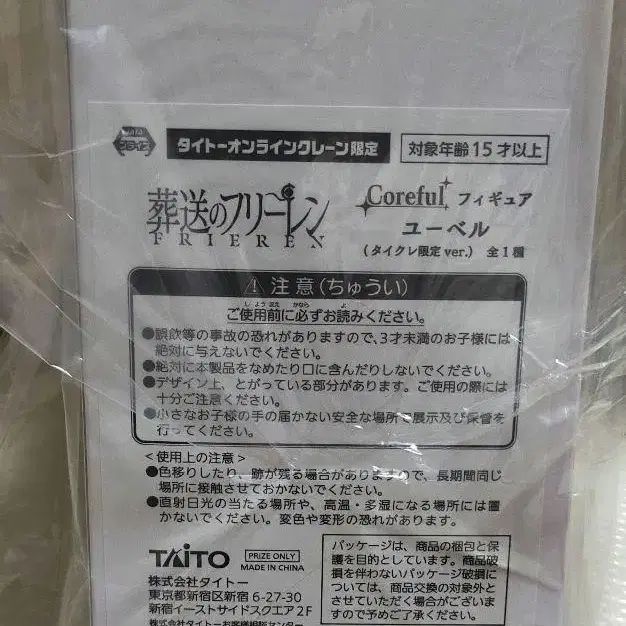 プライズ
タイトーオンラインクレーン限定
対象年齢15才以上
葬送のフリーレン
FRIEREN
Coreful フィギュア
ユーベル
(タイクレ限定ver.) 全1種
⚠ 注意(ちゅうい)
ご使用前に必ずお読みください。
●誤飲等の事故の恐れがありますので、3才未満のお子様には
絶対に与えないでください。
●絶対に本製品をなめたり口に含んだりしないでください。
●デザイン上、とがっている部分があります。ご使用の際には
十分ご注意ください。
●小さなお子様の手の届かない安全な場所で展示及び保管を
行ってください。
<使用上の注意>
●色移りしたり、跡が残る場合がありますので、長期間同じ
場所に接触させておかないでください。
●直射日光の当たる場所や、高温・多湿になる場所には置
かないでください。変色や変形の恐れがあります。
TAITO
PRIZE ONLY
MADE IN CHINA
株式会社タイトー
東京都新宿区新宿6-27-30
新宿イーストサイドスクエア2F
株式会社タイトーお客様相談センター
パッケージは、商品の梱包と保
護を目的としています。商品破
損を伴わないパッケージ破損に
ついては、商品交換の対象外と
させていただく場合がございま
すので予めご了承ください。